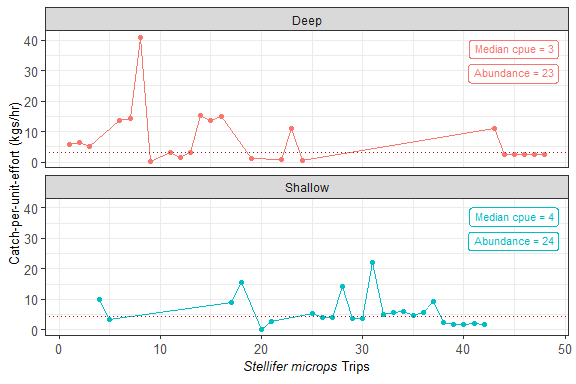 Deep
40
30
20
10
0
Median cpue = 3
Abundance = 23
Catch-per-unit-effort (kgs/hr)
Shallow
40
30
20
10
0
Median cpue = 4
Abundance = 24
0 10 20 30 40 50
Stellifer microps Trips